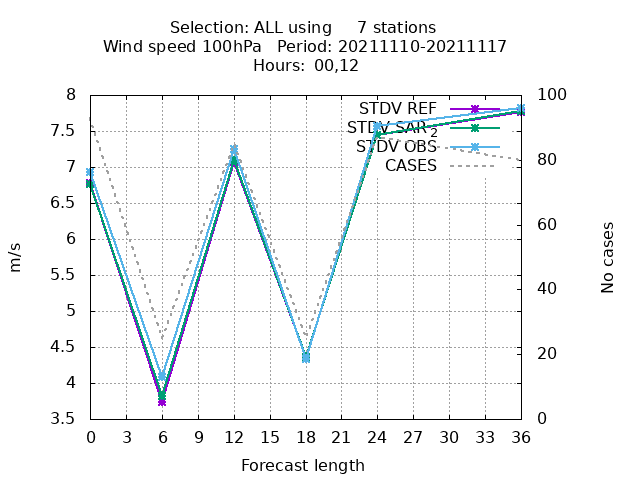 Selection: ALL using     7 stations
Wind speed 100hPa   Period: 20211110-20211117
Hours:  00,12
8 100
STDV REF
7.5 STDV SAR 2
STDV OBS
7 CASES 80
6.5
6 60
5.5
5 40
4.5
4 20
3.5 0
0 3 6 9 12 15 18 21 24 27 30 33 36
Forecast length
m/s
No cases